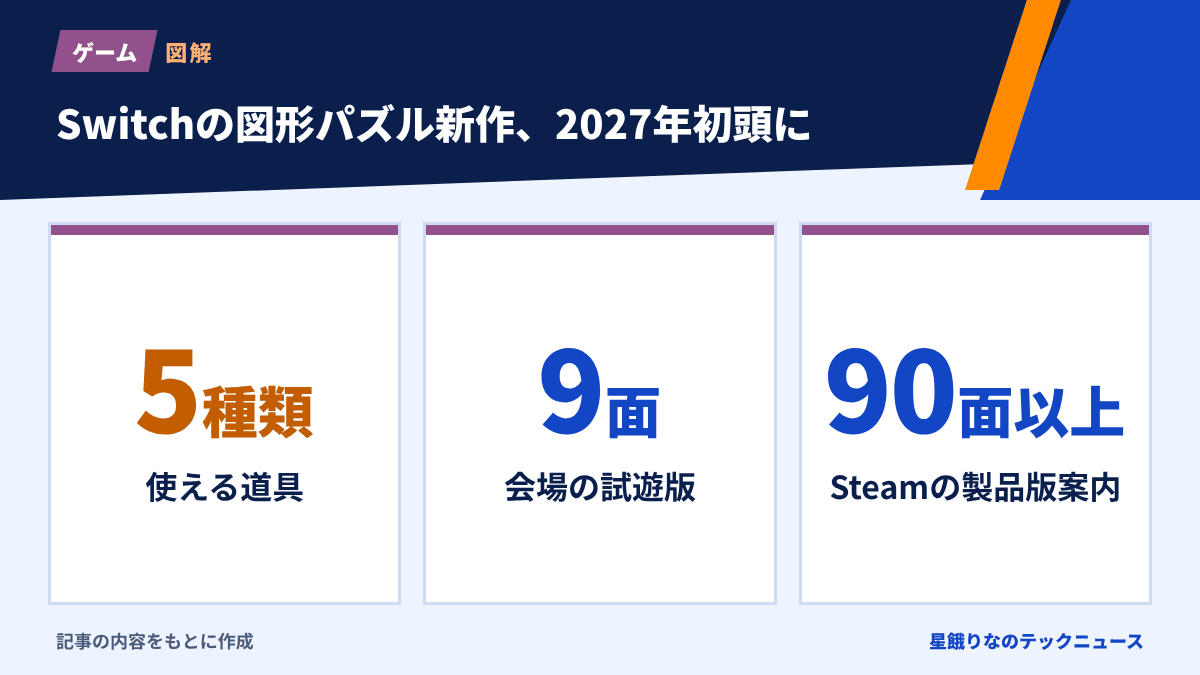 ゲーム 図解
Switchの図形パズル新作、2027年初頭に
5種類
使える道具
9面
会場の試遊版
90面以上
Steamの製品版案内
記事の内容をもとに作成
星餓りなのテックニュース